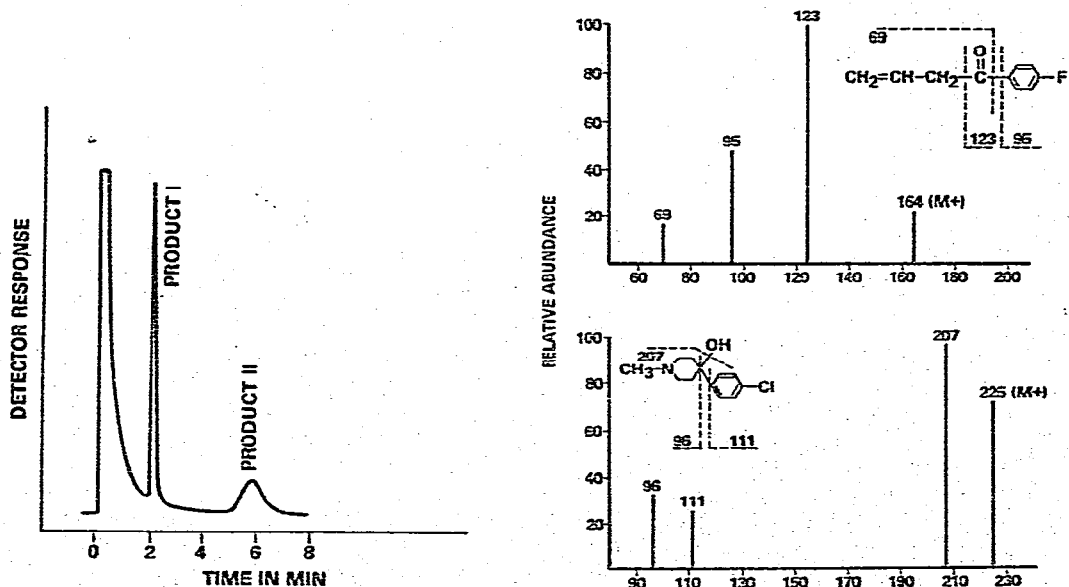 DETECTOR RESPONSE
PRODUCT I
PRODUCT II
0 2 4 6 8
TIME IN MIN
RELATIVE ABUNDANCE
100
80
60
40
20
69
95
123
164 (M+)
60 80 100 120 140 160 180 200
69
O
CH2=CH-CH2-C-F
123 95
100
80
60
40
20
96
111
207
225 (M+)
90 110 130 150 170 190 210 230
207
OH
CH3-N
Cl
96 111